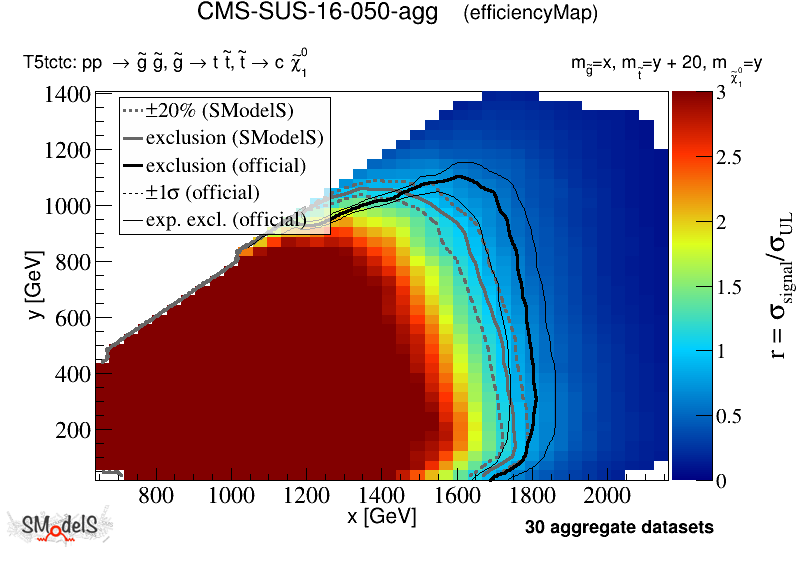 CMS-SUS-16-050-agg (efficiencyMap)
T5tctc: pp → g̃ g̃, g̃ → t t̃, t̃ → c χ̃⁰₁ m_g̃=x, m_t̃=y + 20, m_χ̃⁰₁=y
±20% (SModelS)
exclusion (SModelS)
exclusion (official)
±1σ (official)
exp. excl. (official)
1400
1200
1000
800
600
400
200
y [GeV]
800 1000 1200 1400 1600 1800 2000
x [GeV]
3
2.5
2
1.5
1
0.5
0
r = σ_signal/σ_UL
SModelS
30 aggregate datasets